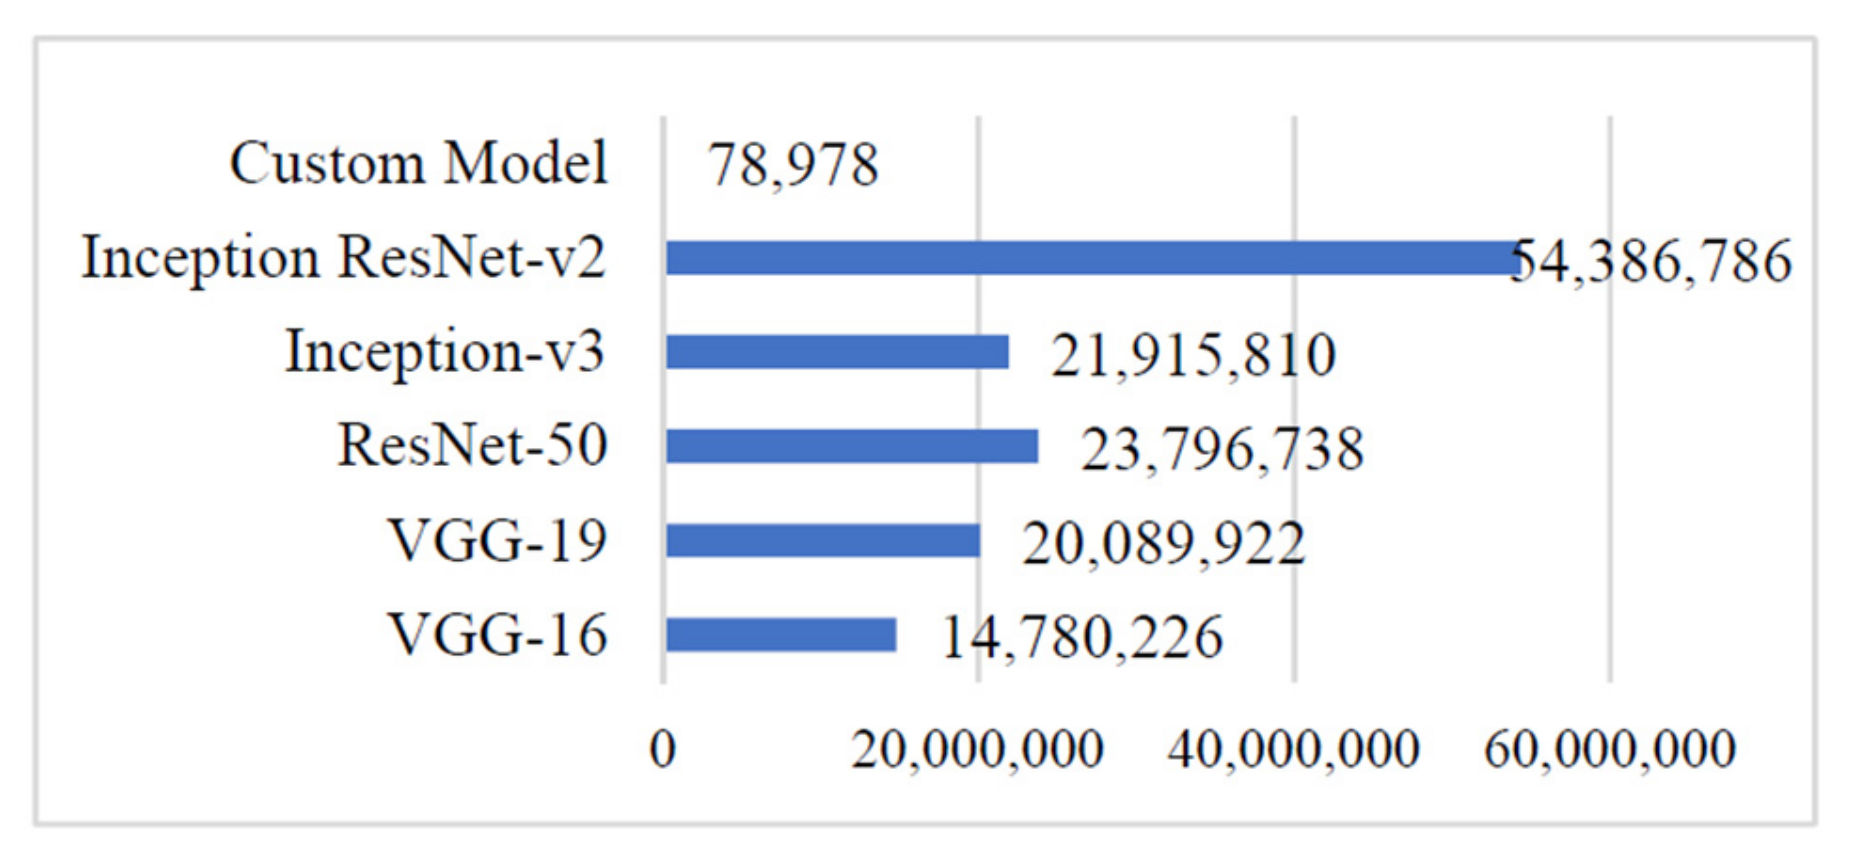 Custom Model 78,978
Inception ResNet-v2 54,386,786
Inception-v3 21,915,810
ResNet-50 23,796,738
VGG-19 20,089,922
VGG-16 14,780,226
0 20,000,000 40,000,000 60,000,000